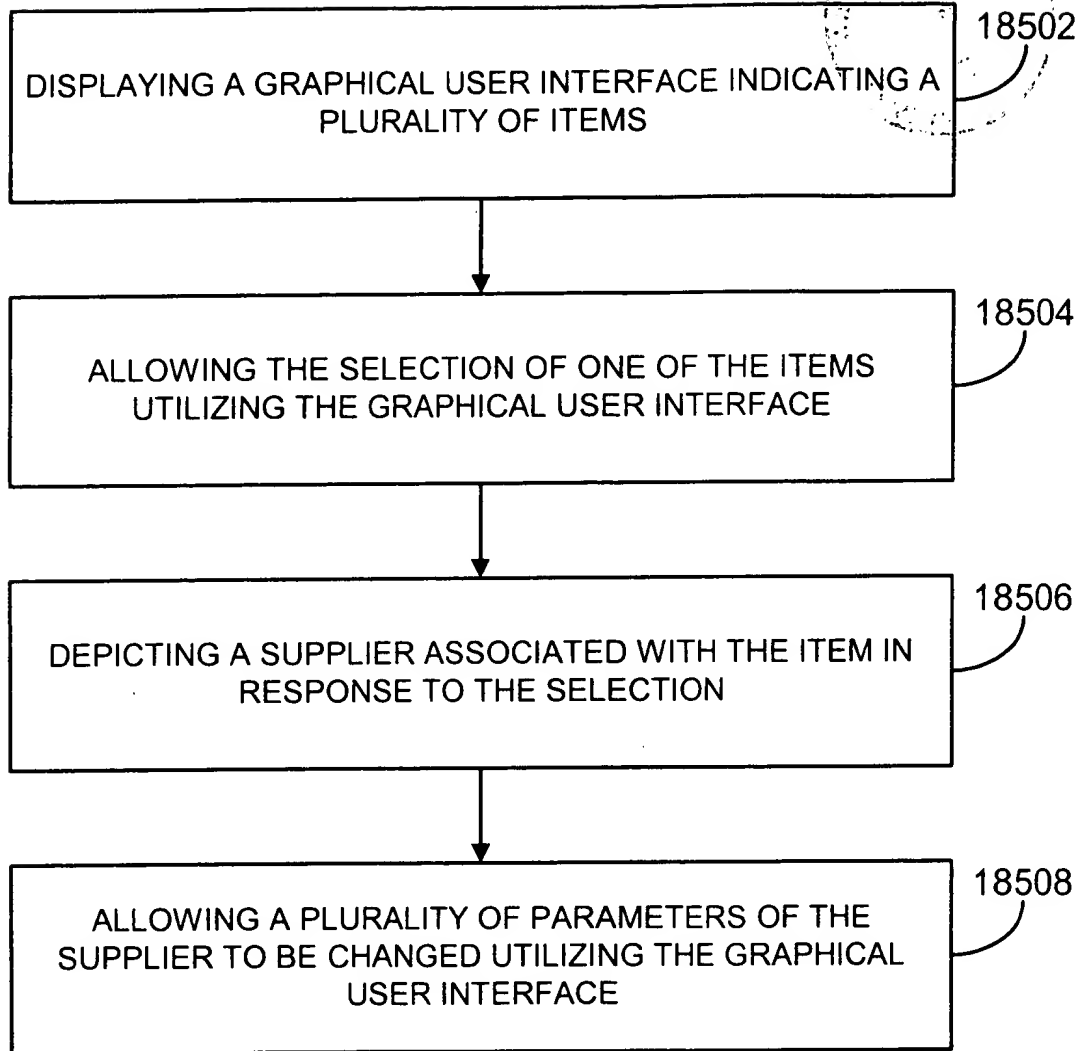 18502
DISPLAYING A GRAPHICAL USER INTERFACE INDICATING A
PLURALITY OF ITEMS
18504
ALLOWING THE SELECTION OF ONE OF THE ITEMS
UTILIZING THE GRAPHICAL USER INTERFACE
18506
DEPICTING A SUPPLIER ASSOCIATED WITH THE ITEM IN
RESPONSE TO THE SELECTION
18508
ALLOWING A PLURALITY OF PARAMETERS OF THE
SUPPLIER TO BE CHANGED UTILIZING THE GRAPHICAL
USER INTERFACE